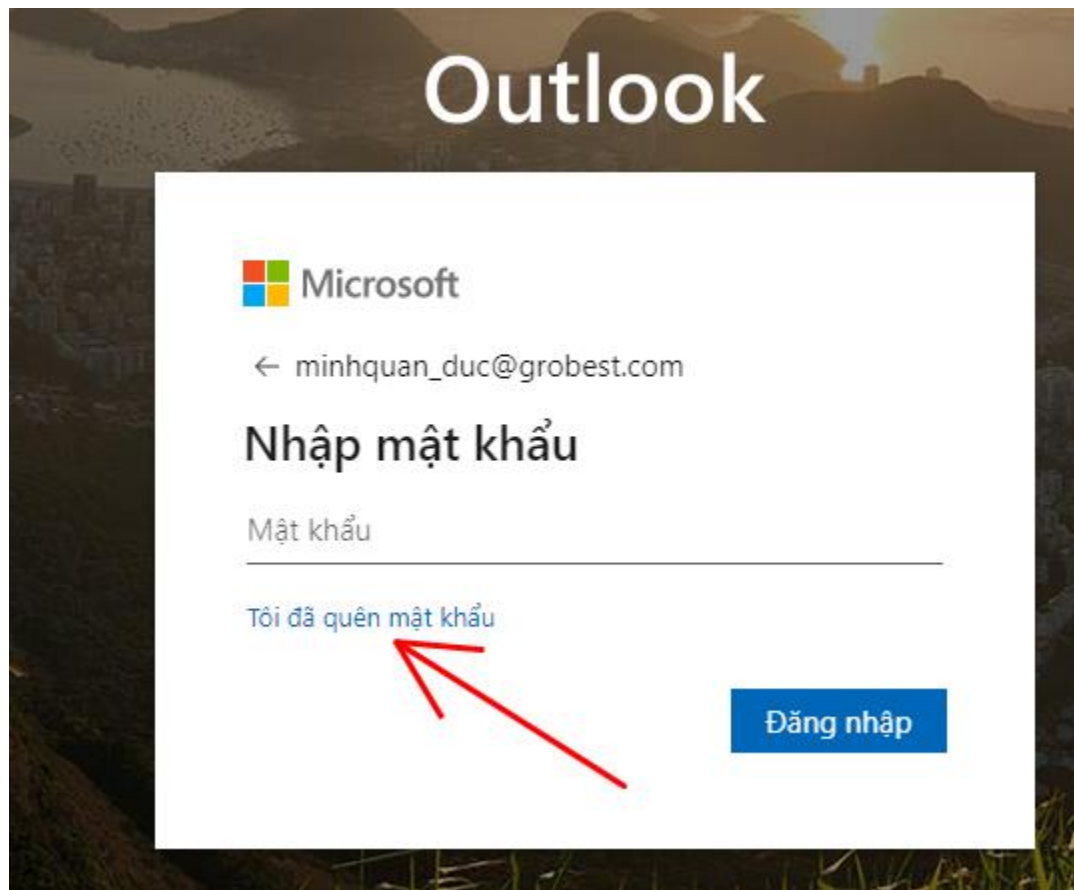 Outlook
Microsoft
← minhquan_duc@grobest.com
Nhập mật khẩu
Mật khẩu
Tôi đã quên mật khẩu
Đăng nhập